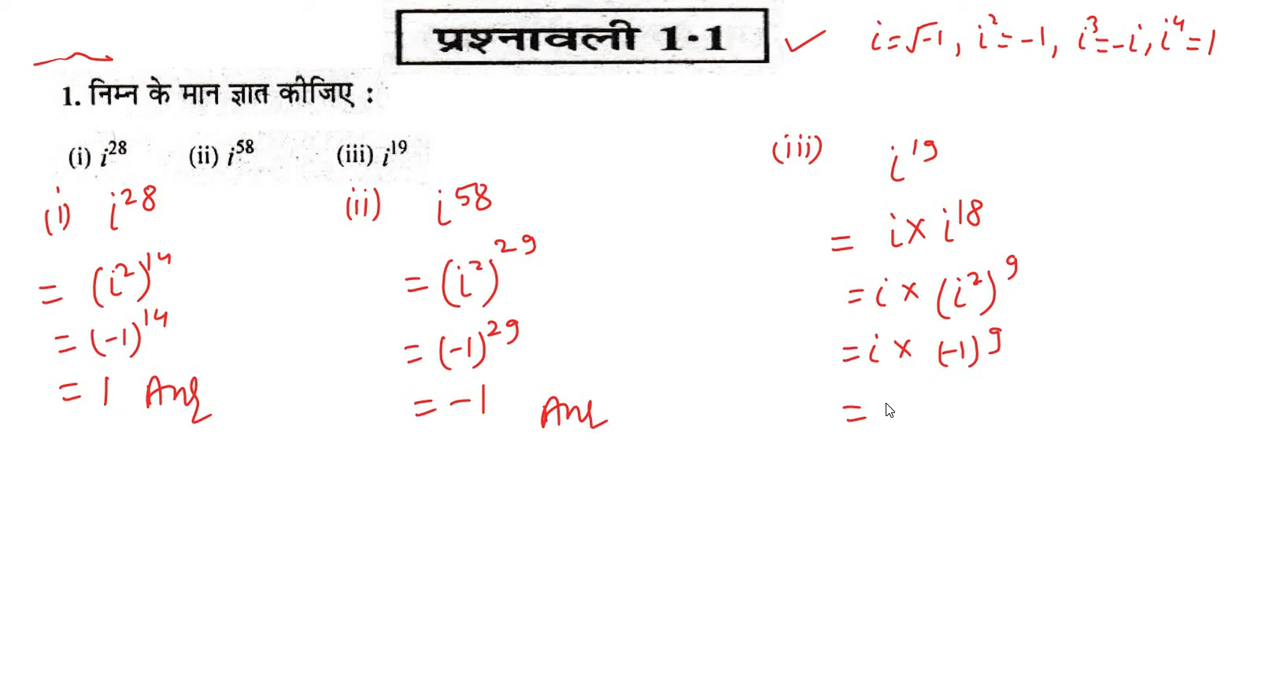 प्रश्नावली 1·1
✓ i=√-1, i²=-1, i³=-i, i⁴=1
1. निम्न के मान ज्ञात कीजिए :
(i) i²⁸ (ii) i⁵⁸ (iii) i¹⁹
(i) i²⁸
= (i²)¹⁴
= (-1)¹⁴
= 1 Ans
(ii) i⁵⁸
= (i²)²⁹
= (-1)²⁹
= -1 Ans
(iii) i¹⁹
= i× i¹⁸
= i × (i²)⁹
= i × (-1)⁹
=